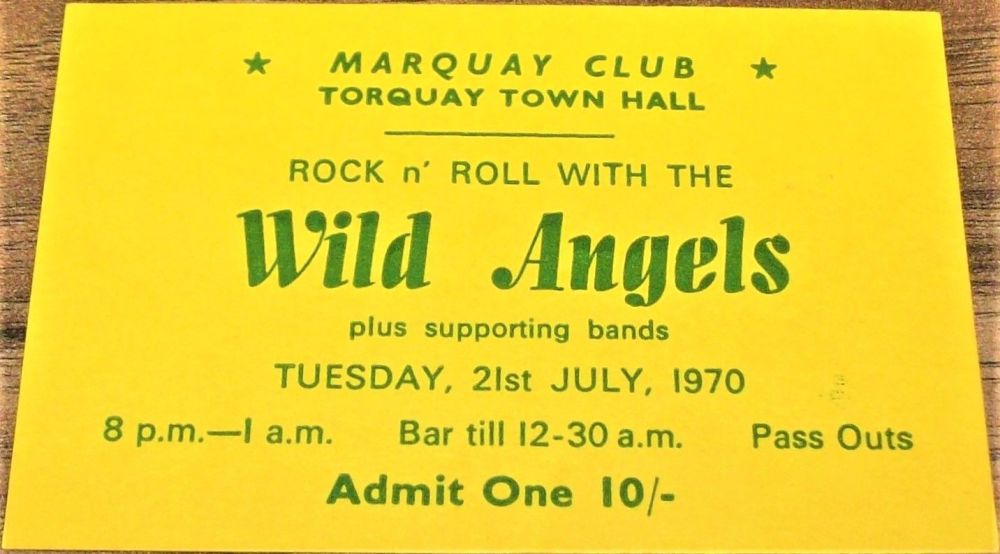 ★ MARQUAY CLUB ★
TORQUAY TOWN HALL
ROCK n' ROLL WITH THE
Wild Angels
plus supporting bands
TUESDAY, 21st JULY, 1970
8 p.m.—1 a.m. Bar till 12-30 a.m. Pass Outs
Admit One 10/-